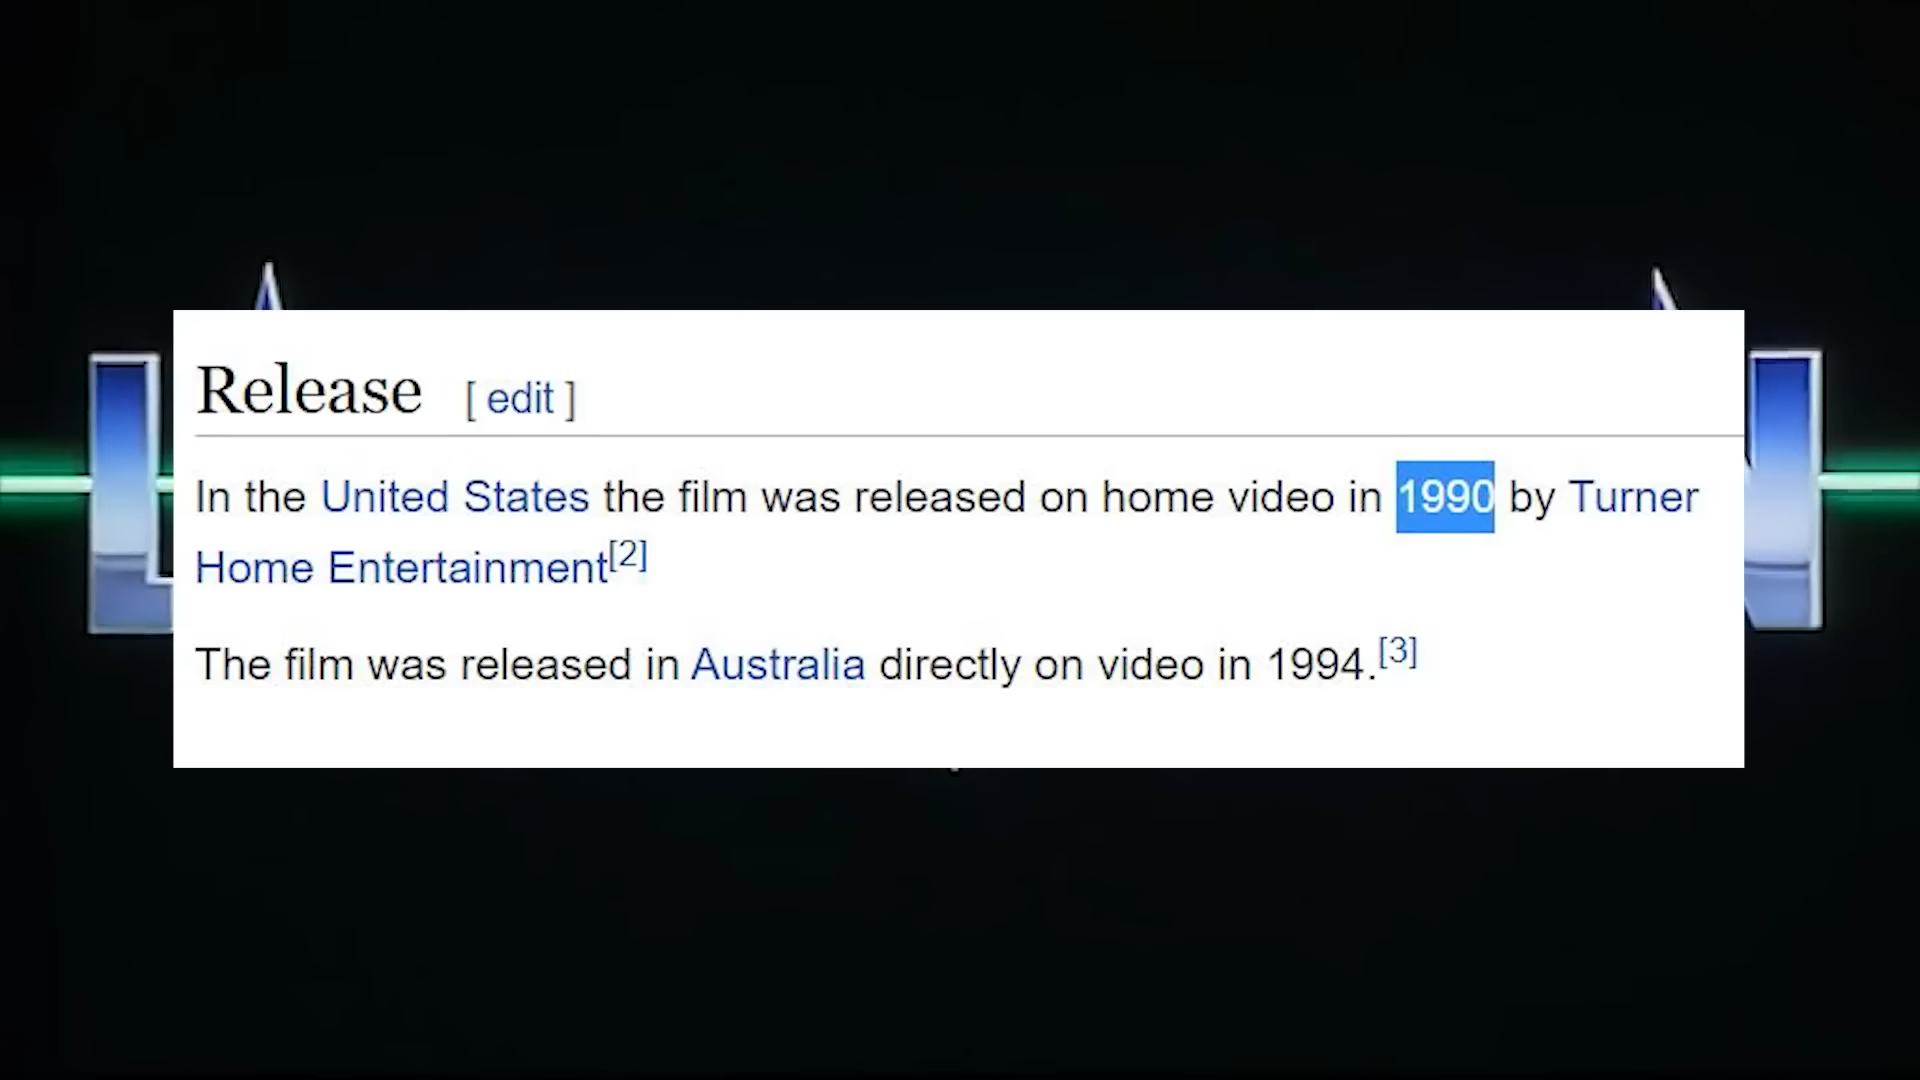 Release [ edit ]
In the United States the film was released on home video in 1990 by Turner
Home Entertainment[2]
The film was released in Australia directly on video in 1994.[3]